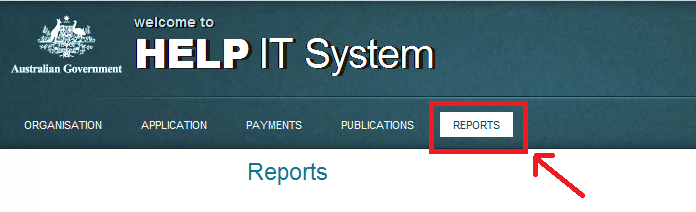 welcome to
HELP IT System
Australian Government
ORGANISATION APPLICATION PAYMENTS PUBLICATIONS REPORTS
Reports